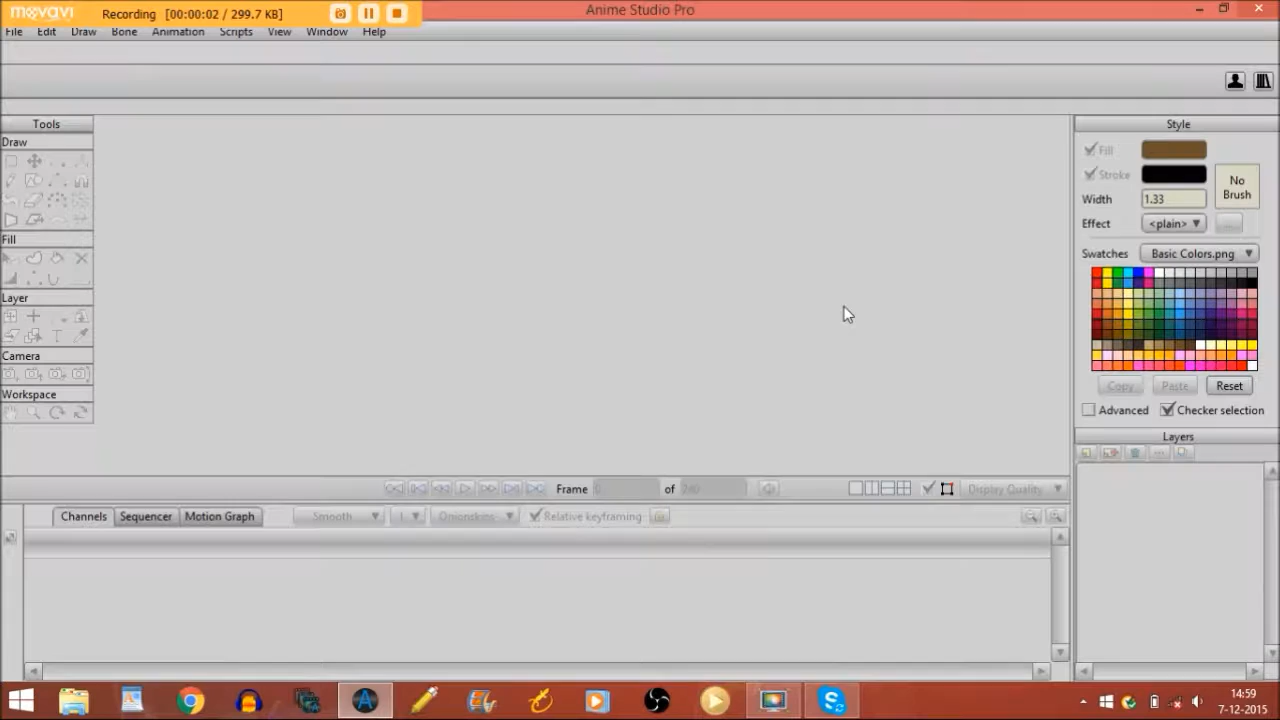 movavi Recording [00:00:02 / 299.7 KB] Anime Studio Pro
File Edit Draw Bone Animation Scripts View Window Help
Tools
Draw
Fill
Layer
Camera
Workspace
Style
Fill
Stroke
No Brush
Width 1.33
Effect <plain>
Swatches Basic Colors.png
Copy Paste Reset
Advanced Checker selection
Layers
Frame 0 of 240 Display Quality
Channels Sequencer Motion Graph Smooth 1 Onionskins Relative keyframing
14:59
7-12-2015